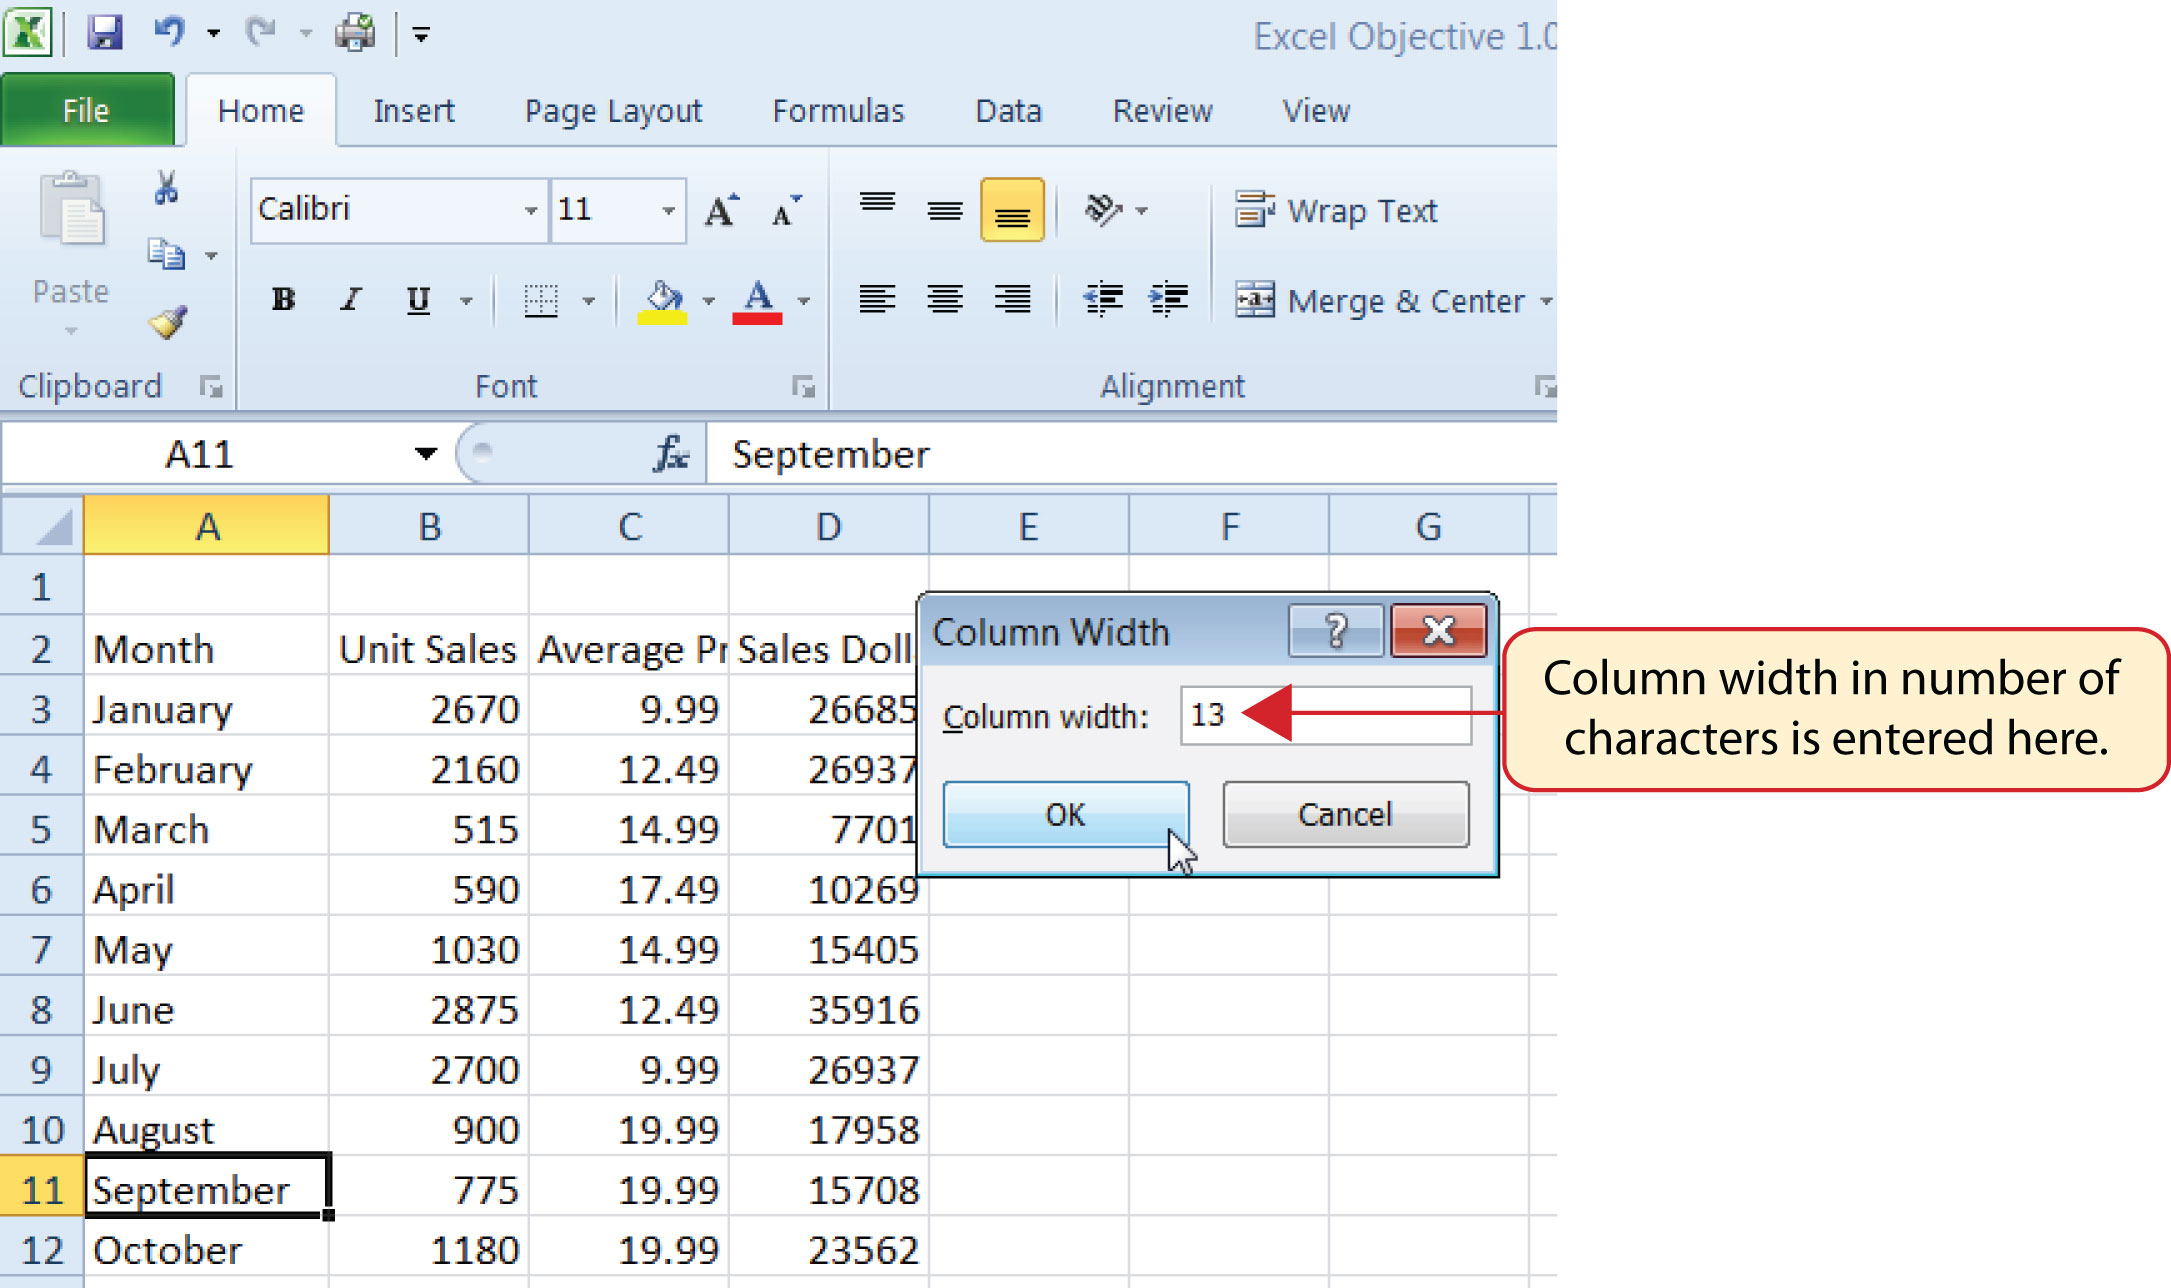 Excel Objective 1.0
File Home Insert Page Layout Formulas Data Review View
Calibri 11 A A Wrap Text
Paste B I U A Merge & Center
Clipboard Font Alignment
A11 fx September
A B C D E F G
1
2 Month Unit Sales Average Pr Sales Doll
3 January 2670 9.99 26685
4 February 2160 12.49 26937
5 March 515 14.99 7701
6 April 590 17.49 10269
7 May 1030 14.99 15405
8 June 2875 12.49 35916
9 July 2700 9.99 26937
10 August 900 19.99 17958
11 September 775 19.99 15708
12 October 1180 19.99 23562
Column Width ?
Column width: 13
OK Cancel
Column width in number of
characters is entered here.